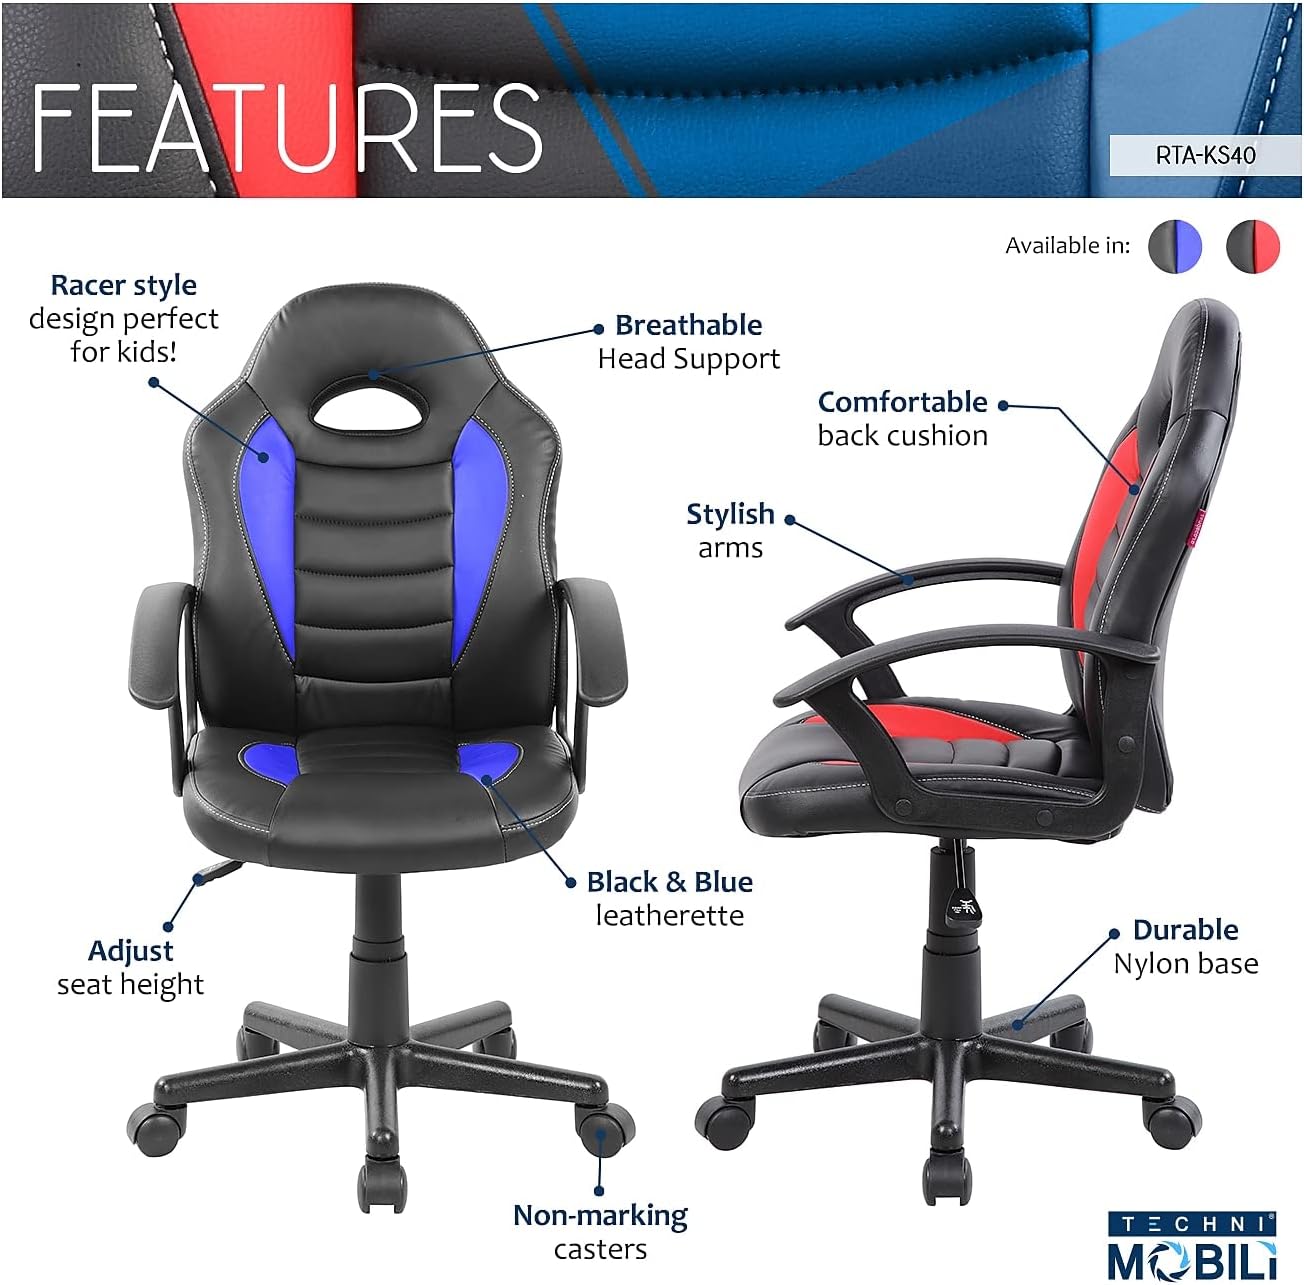 FEATURES
RTA-KS40
Available in:
Racer style
design perfect
for kids!
Breathable
Head Support
Comfortable
back cushion
Stylish
arms
Black & Blue
leatherette
Adjust
seat height
Durable
Nylon base
Non-marking
casters
TECHNI®
MOBILI